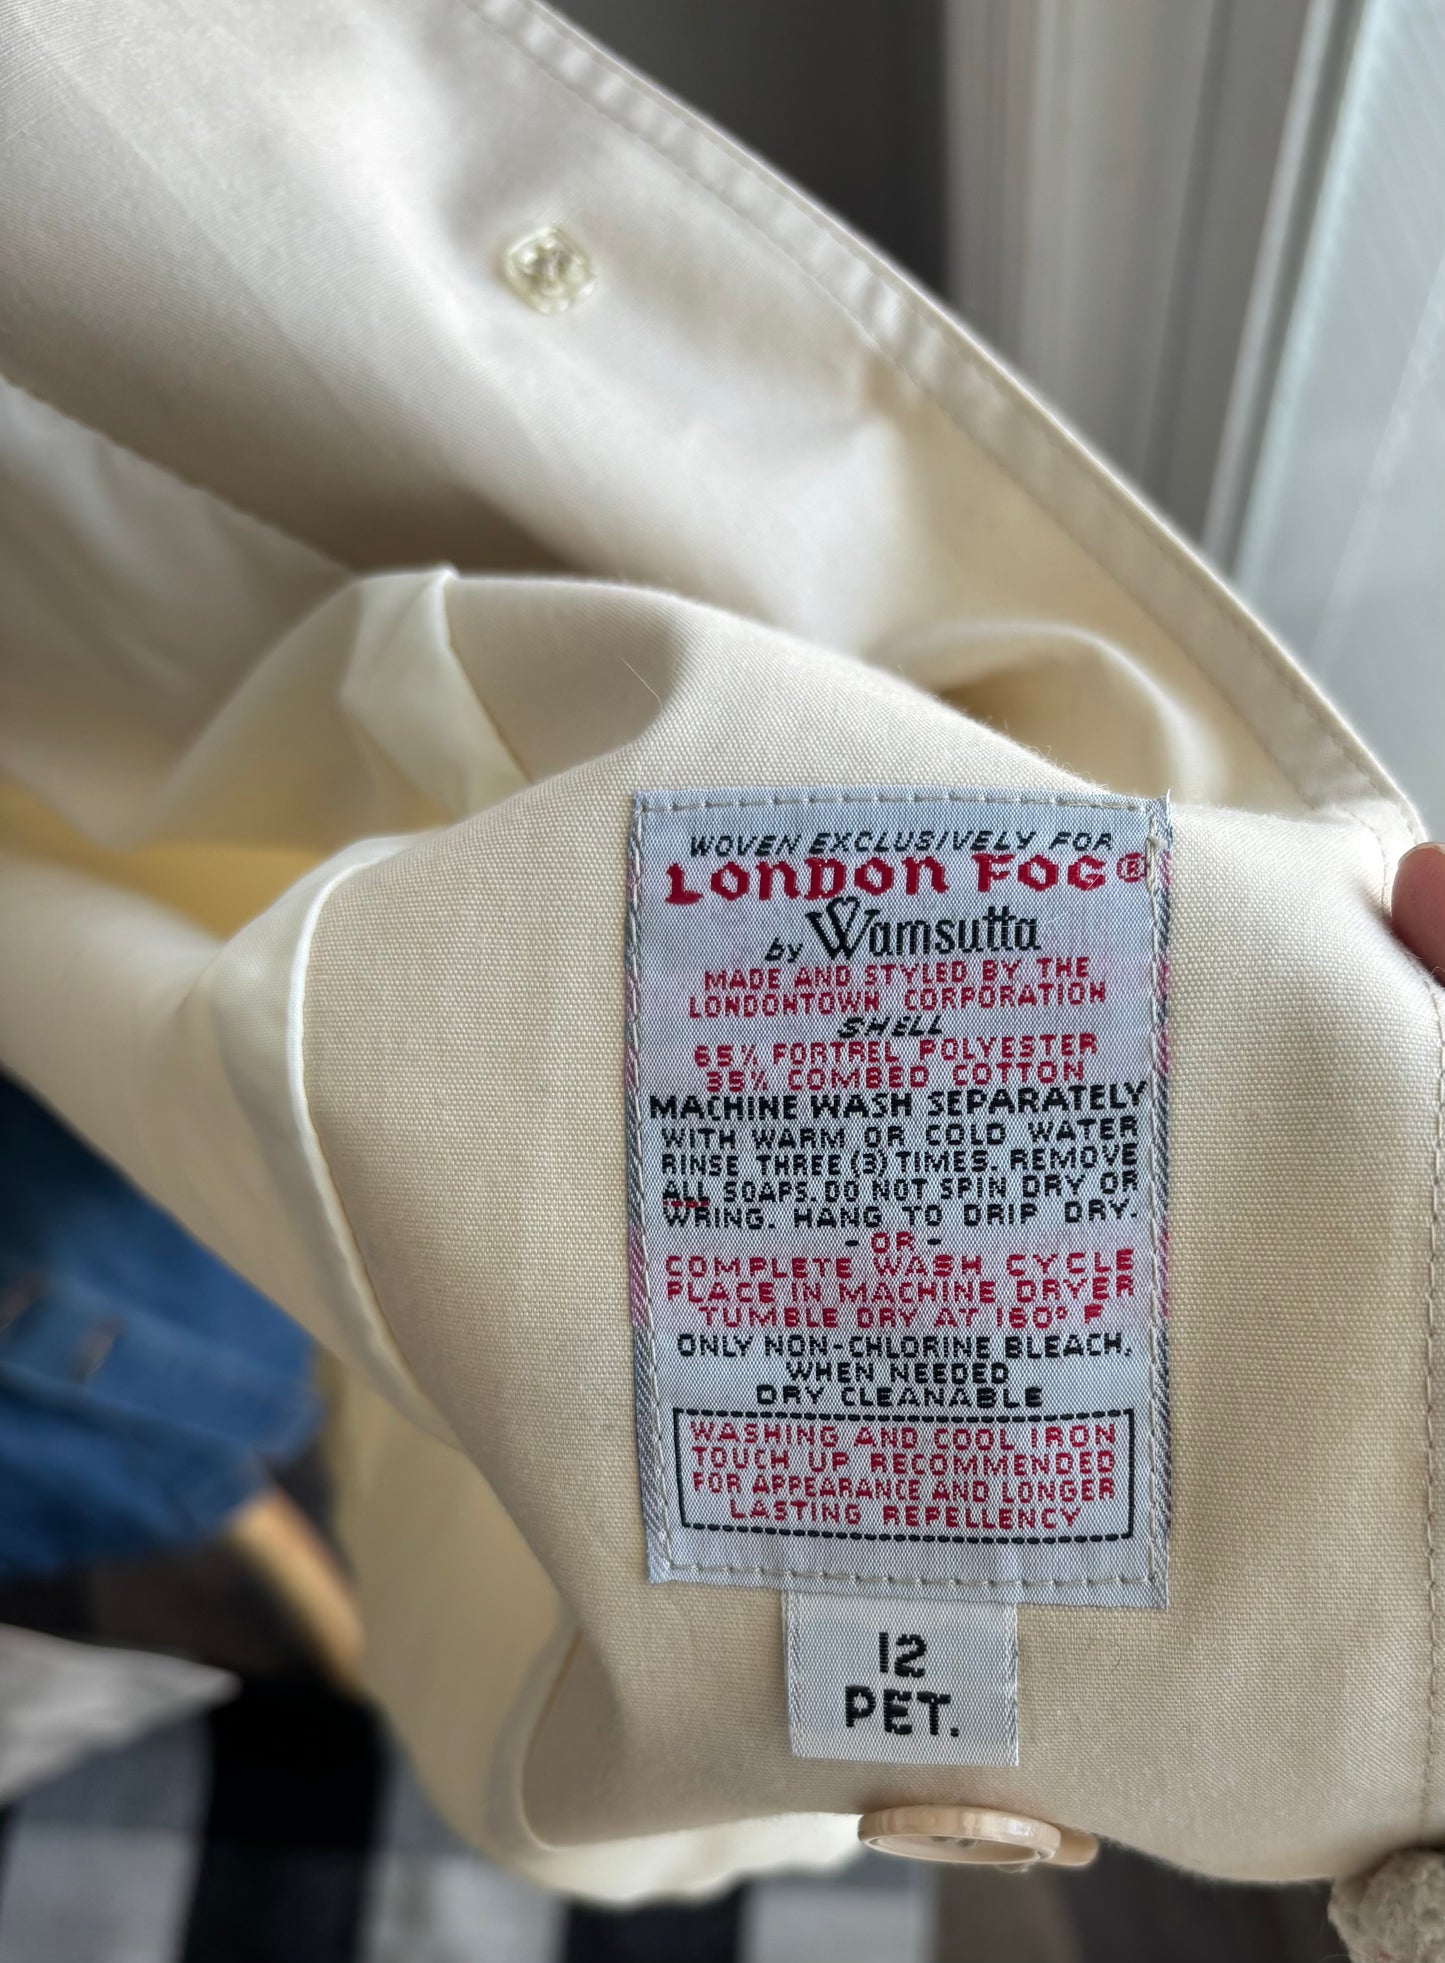 WOVEN EXCLUSIVELY FOR
LONDON FOG®
by Wamsutta
MADE AND STYLED BY THE
LONDONTOWN CORPORATION
SHELL
65% FORTREL POLYESTER
35% COMBED COTTON
MACHINE WASH SEPARATELY
WITH WARM OR COLD WATER
RINSE THREE (3) TIMES. REMOVE
ALL SOAPS. DO NOT SPIN DRY OR
WRING. HANG TO DRIP DRY.
- OR -
COMPLETE WASH CYCLE
PLACE IN MACHINE DRYER
TUMBLE DRY AT 160° F
ONLY NON-CHLORINE BLEACH,
WHEN NEEDED
DRY CLEANABLE
WASHING AND COOL IRON
TOUCH UP RECOMMENDED
FOR APPEARANCE AND LONGER
LASTING REPELLENCY
12
PET.